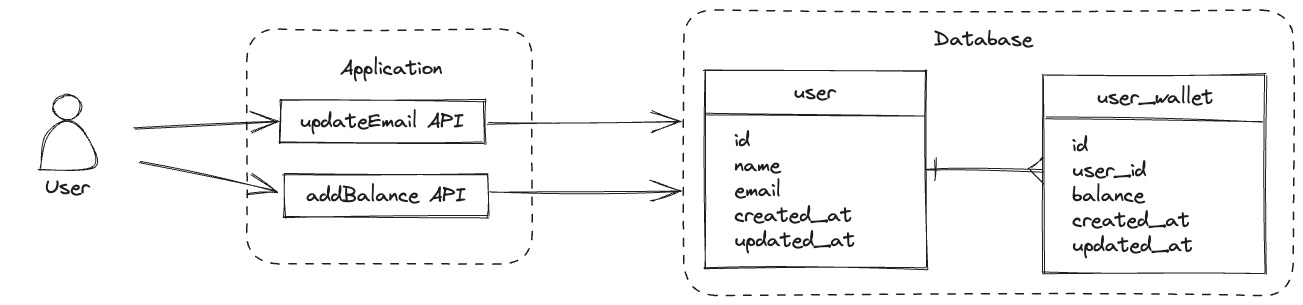 User
Application
updateEmail API
addBalance API
Database
user
id
name
email
created_at
updated_at
user_wallet
id
user_id
balance
created_at
updated_at